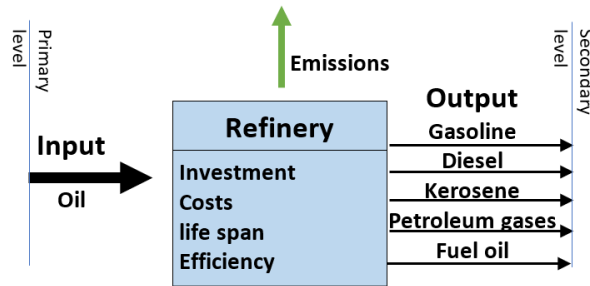 Primary
level
Input
Oil
Emissions
Refinery
Investment
Costs
life span
Efficiency
Output
Gasoline
Diesel
Kerosene
Petroleum gases
Fuel oil
Secondary
level